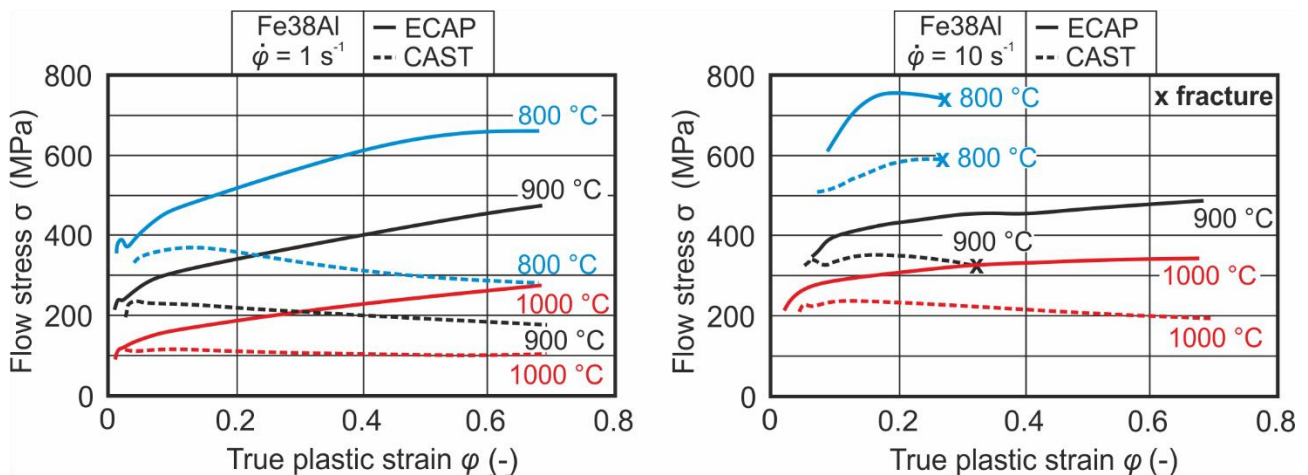 Fe38Al
φ̇ = 1 s⁻¹
ECAP
CAST
Flow stress σ (MPa)
800
600
400
200
0
800 °C
900 °C
800 °C
1000 °C
900 °C
1000 °C
0
0.2
0.4
0.6
0.8
True plastic strain φ (-)
Fe38Al
φ̇ = 10 s⁻¹
ECAP
CAST
Flow stress σ (MPa)
800
600
400
200
0
x 800 °C
x fracture
x 800 °C
900 °C
900 °C
x
1000 °C
1000 °C
0
0.2
0.4
0.6
0.8
True plastic strain φ (-)